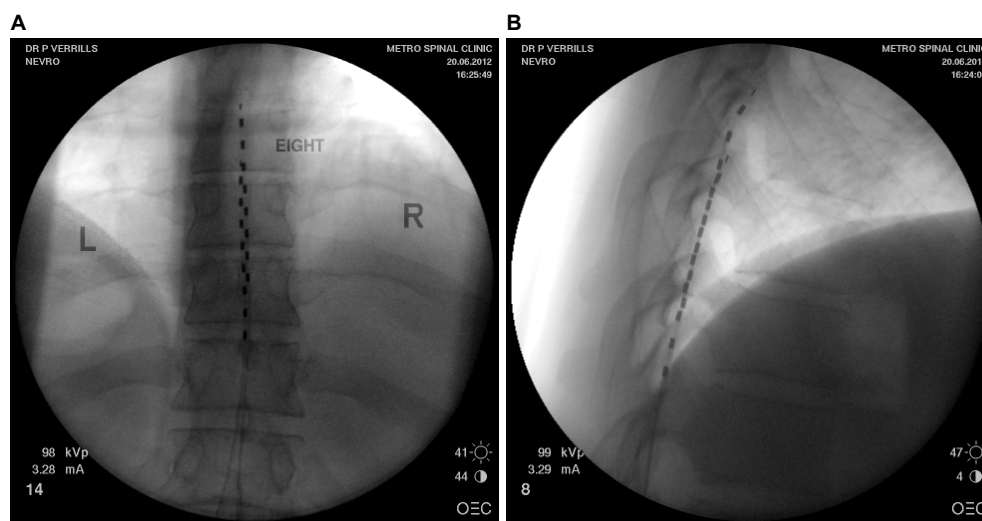 A
DR P VERRILLS
NEVRO
METRO SPINAL CLINIC
20.06.2012
16:25:49
EIGHT
L
R
98 kVp
3.28 mA
14
41
44
OEC
B
DR P VERRILLS
NEVRO
METRO SPINAL CLINIC
20.06.201
16:24:0
99 kVp
3.29 mA
8
47
4
OEC